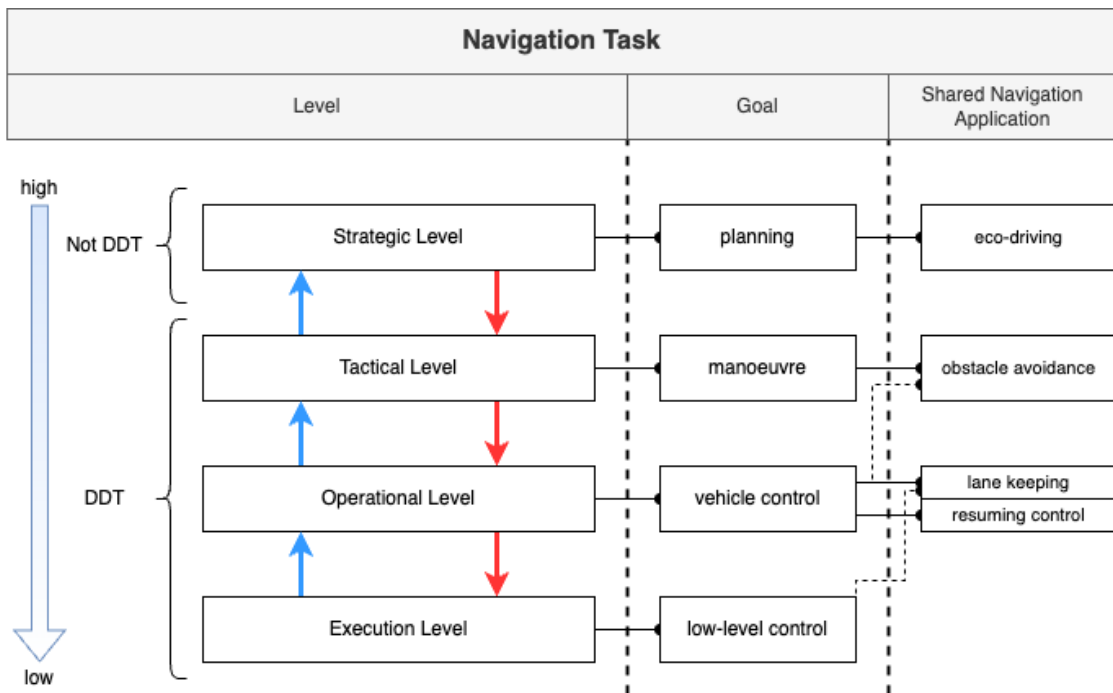 Navigation Task
Level
Goal
Shared Navigation
Application
high
Not DDT
Strategic Level
planning
eco-driving
Tactical Level
manoeuvre
obstacle avoidance
DDT
Operational Level
vehicle control
lane keeping
resuming control
Execution Level
low-level control
low